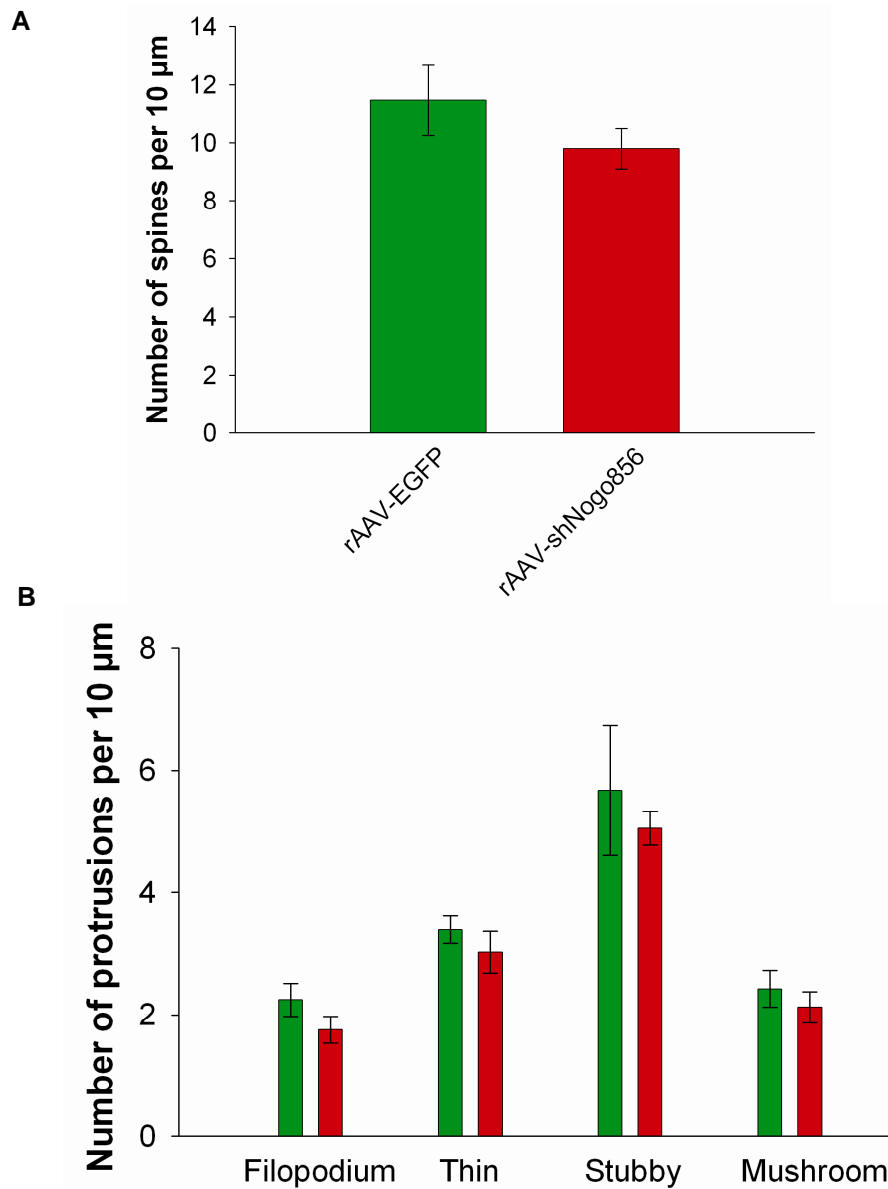 A
Number of spines per 10 µm
14
12
10
8
6
4
2
0
rAAV-EGFP
rAAV-shNogo856
B
Number of protrusions per 10 µm
8
6
4
2
0
Filopodium Thin Stubby Mushroom